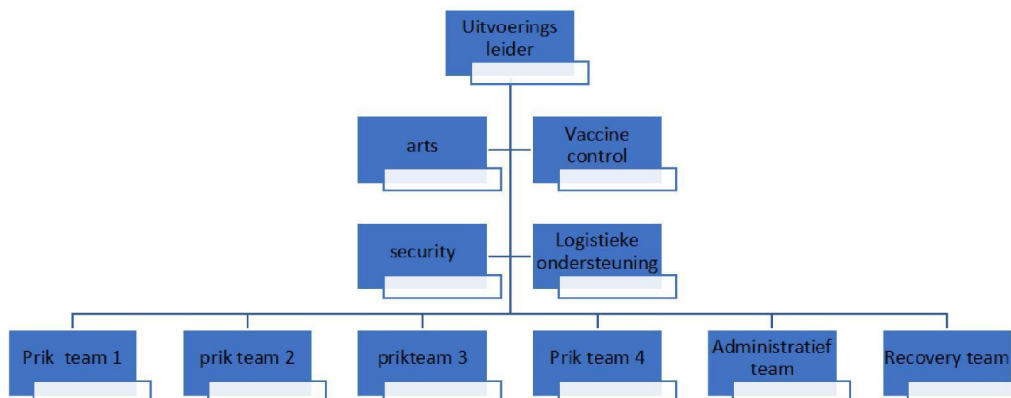 Uitvoerings
leider
arts
Vaccine
control
security
Logistieke
ondersteuning
Prik team 1
prik team 2
prikteam 3
Prik team 4
Administratief
team
Recovery team